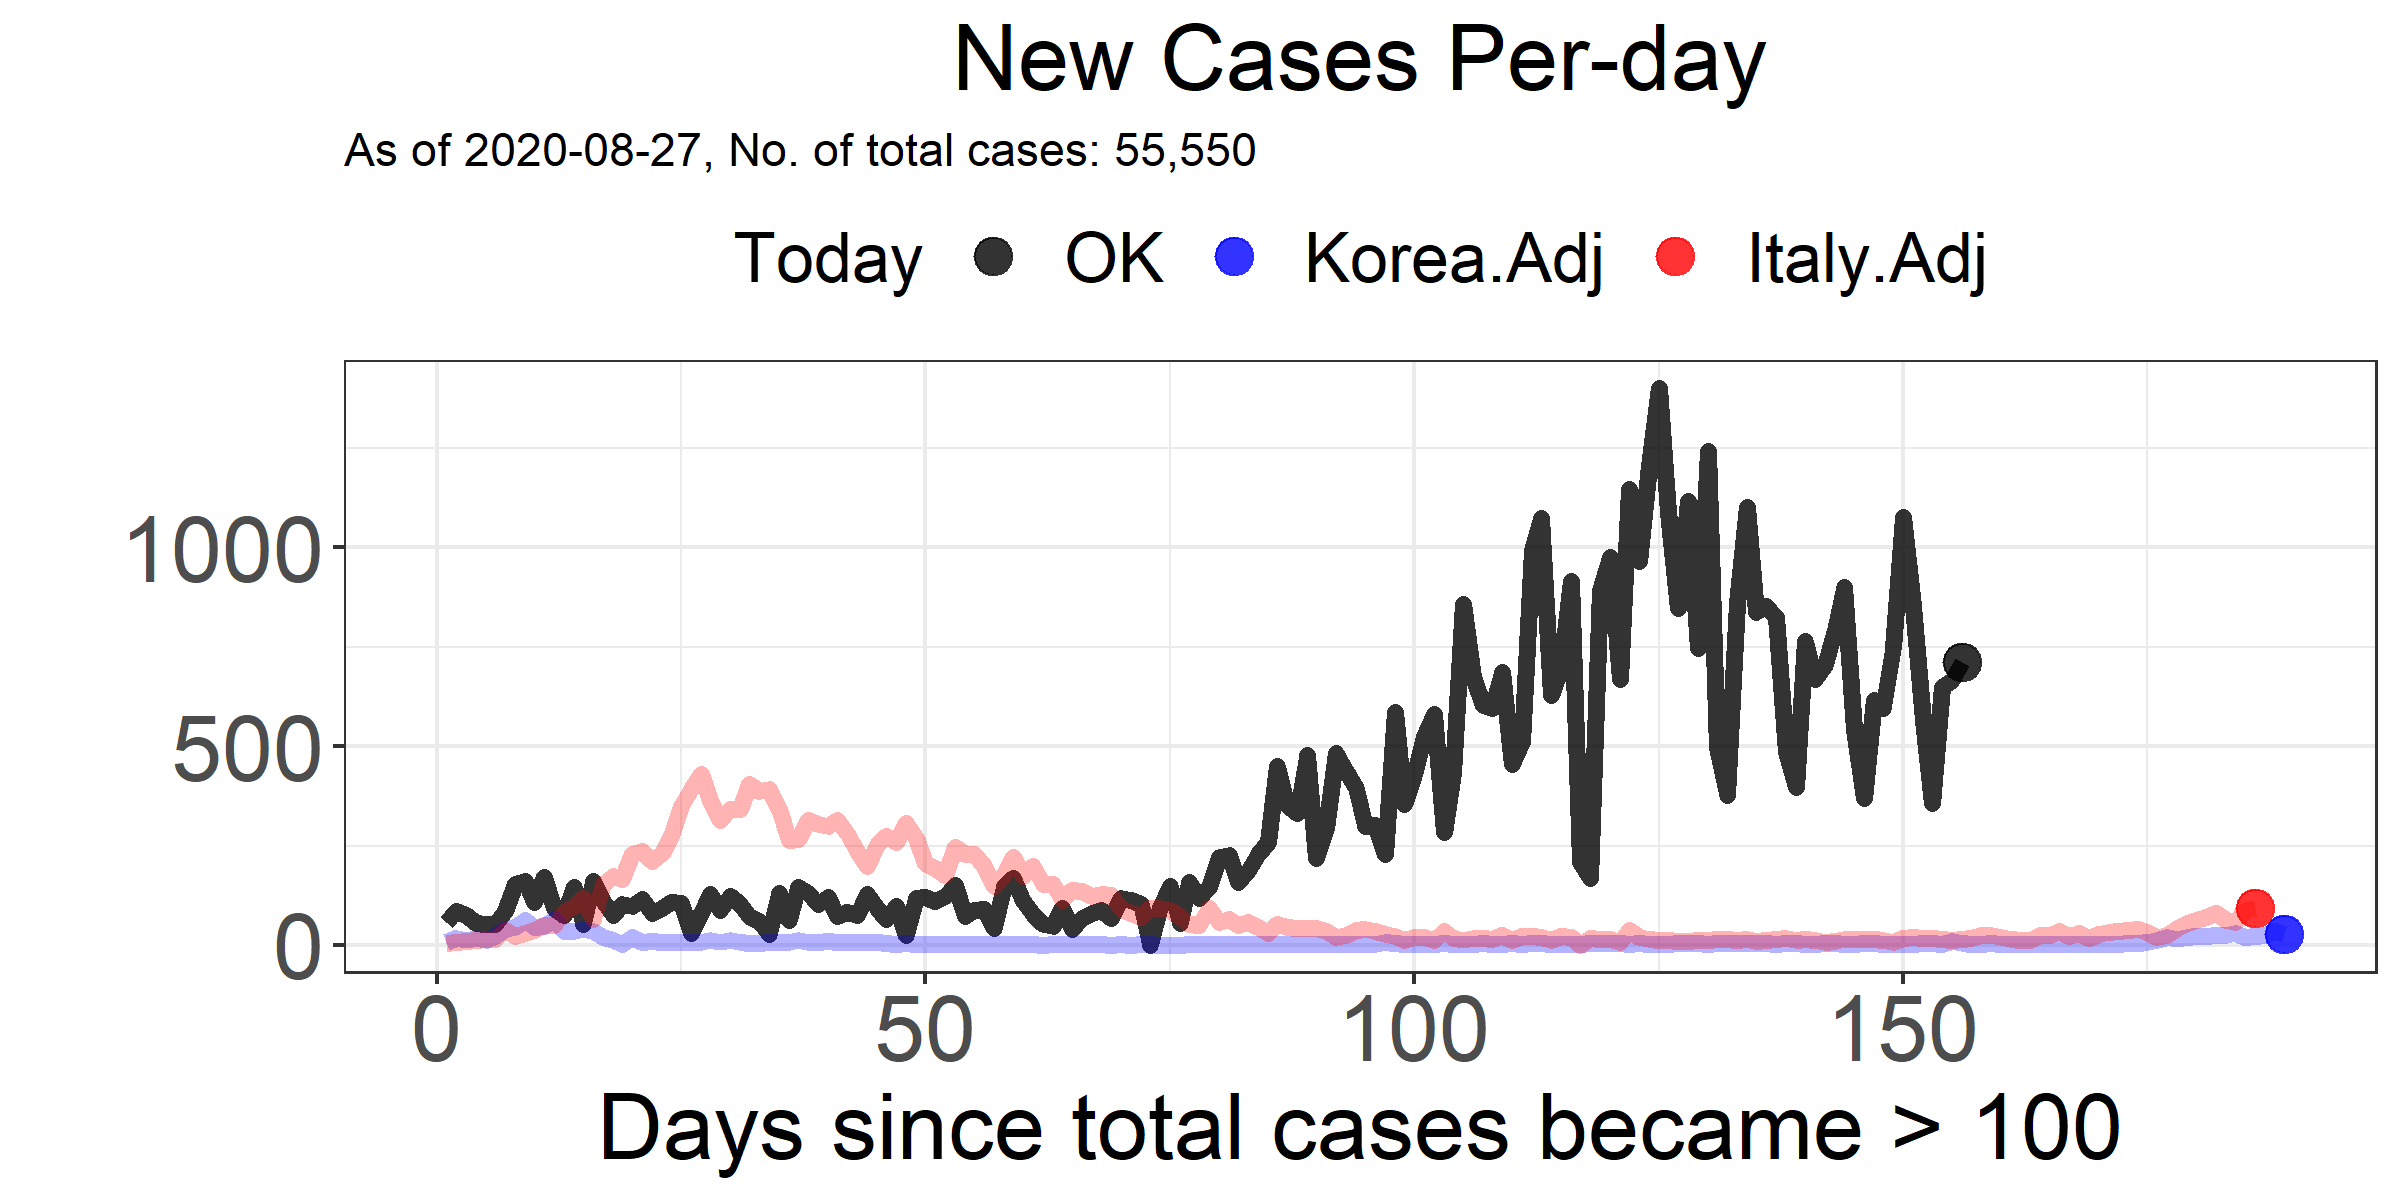 New Cases Per-day
As of 2020-08-27, No. of total cases: 55,550
Today OK Korea.Adj Italy.Adj
1000
500
0
0 50 100 150
Days since total cases became > 100